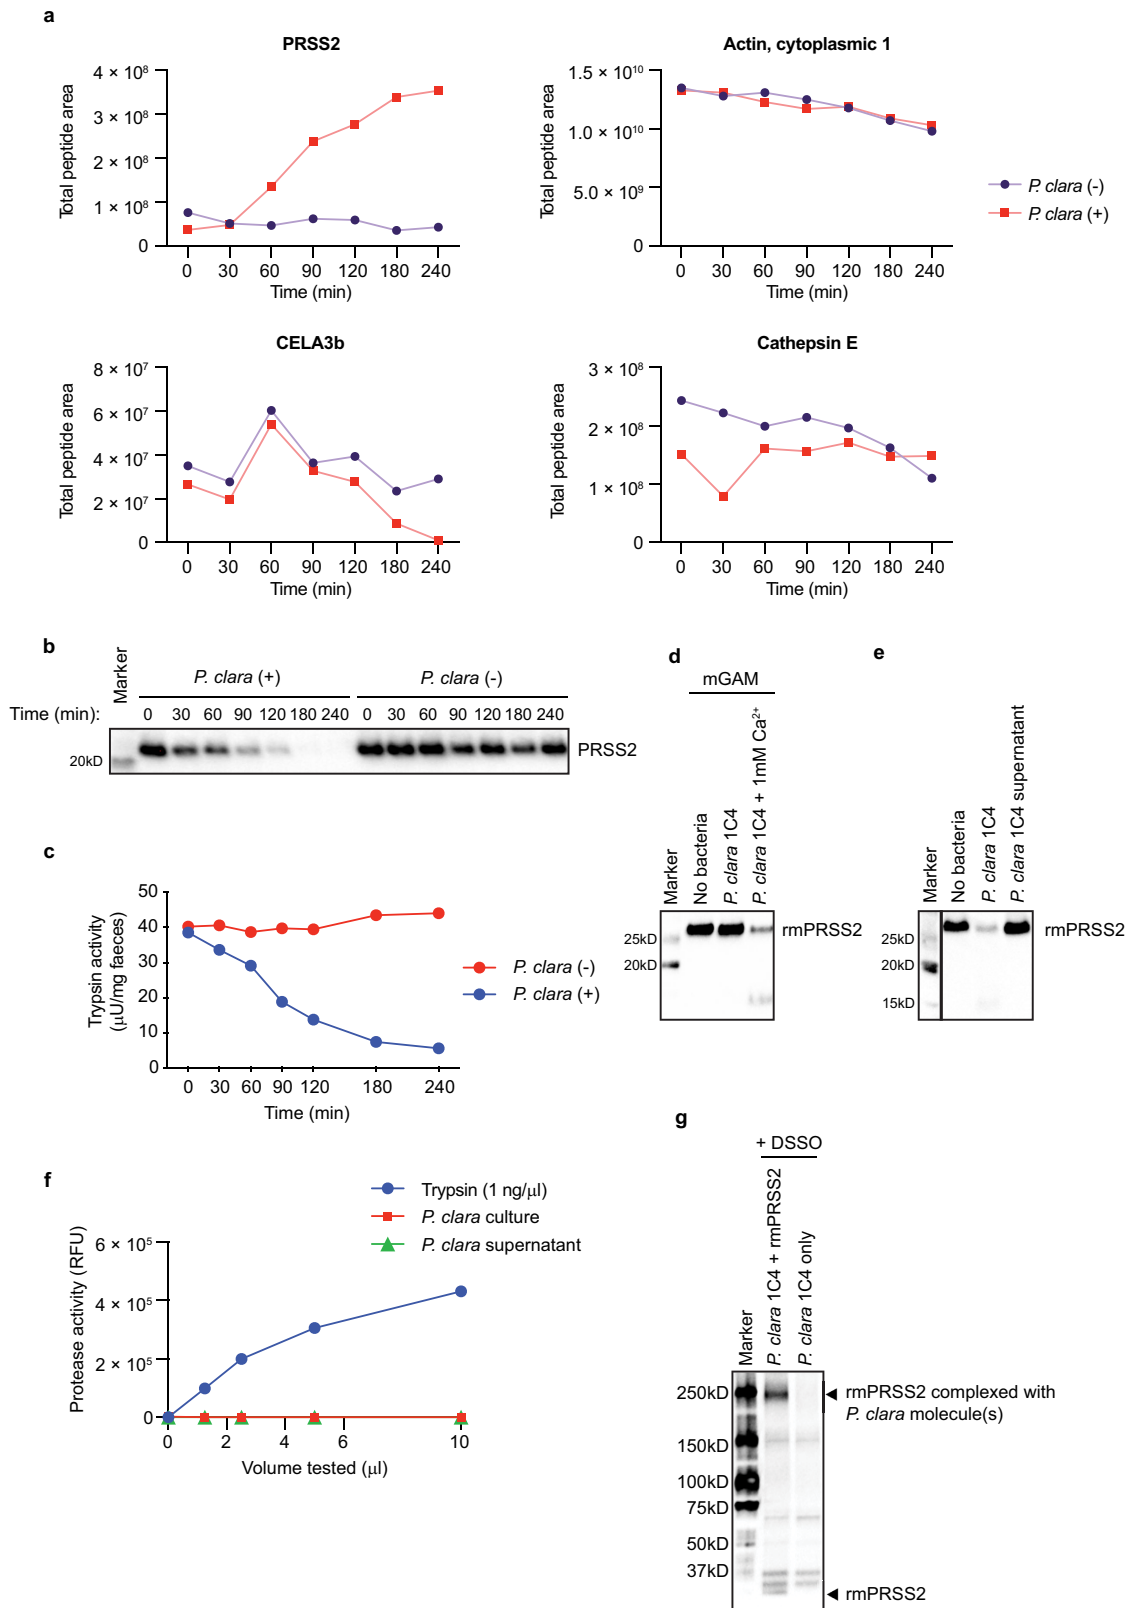 a
PRSS2
Total peptide area
4 × 10⁸
3 × 10⁸
2 × 10⁸
1 × 10⁸
0
0 30 60 90 120 180 240
Time (min)
Actin, cytoplasmic 1
Total peptide area
1.5 × 10¹⁰
1.0 × 10¹⁰
5.0 × 10⁹
0
0 30 60 90 120 180 240
Time (min)
P. clara (-)
P. clara (+)
CELA3b
Total peptide area
8 × 10⁷
6 × 10⁷
4 × 10⁷
2 × 10⁷
0
0 30 60 90 120 180 240
Time (min)
Cathepsin E
Total peptide area
3 × 10⁸
2 × 10⁸
1 × 10⁸
0
0 30 60 90 120 180 240
Time (min)
b
Marker
P. clara (+)
P. clara (-)
Time (min): 0 30 60 90 120 180 240 0 30 60 90 120 180 240
20kD
PRSS2
c
Trypsin activity
(μU/mg faeces)
50
40
30
20
10
0
0 30 60 90 120 180 240
Time (min)
P. clara (-)
P. clara (+)
d
mGAM
Marker
No bacteria
P. clara 1C4
P. clara 1C4 + 1mM Ca²⁺
25kD
20kD
rmPRSS2
e
Marker
No bacteria
P. clara 1C4
P. clara 1C4 supernatant
25kD
20kD
15kD
rmPRSS2
f
Trypsin (1 ng/μl)
P. clara culture
P. clara supernatant
Protease activity (RFU)
6 × 10⁵
4 × 10⁵
2 × 10⁵
0
0 2 4 6 10
Volume tested (μl)
g
+ DSSO
Marker
P. clara 1C4 + rmPRSS2
P. clara 1C4 only
250kD
150kD
100kD
75kD
50kD
37kD
rmPRSS2 complexed with
P. clara molecule(s)
rmPRSS2